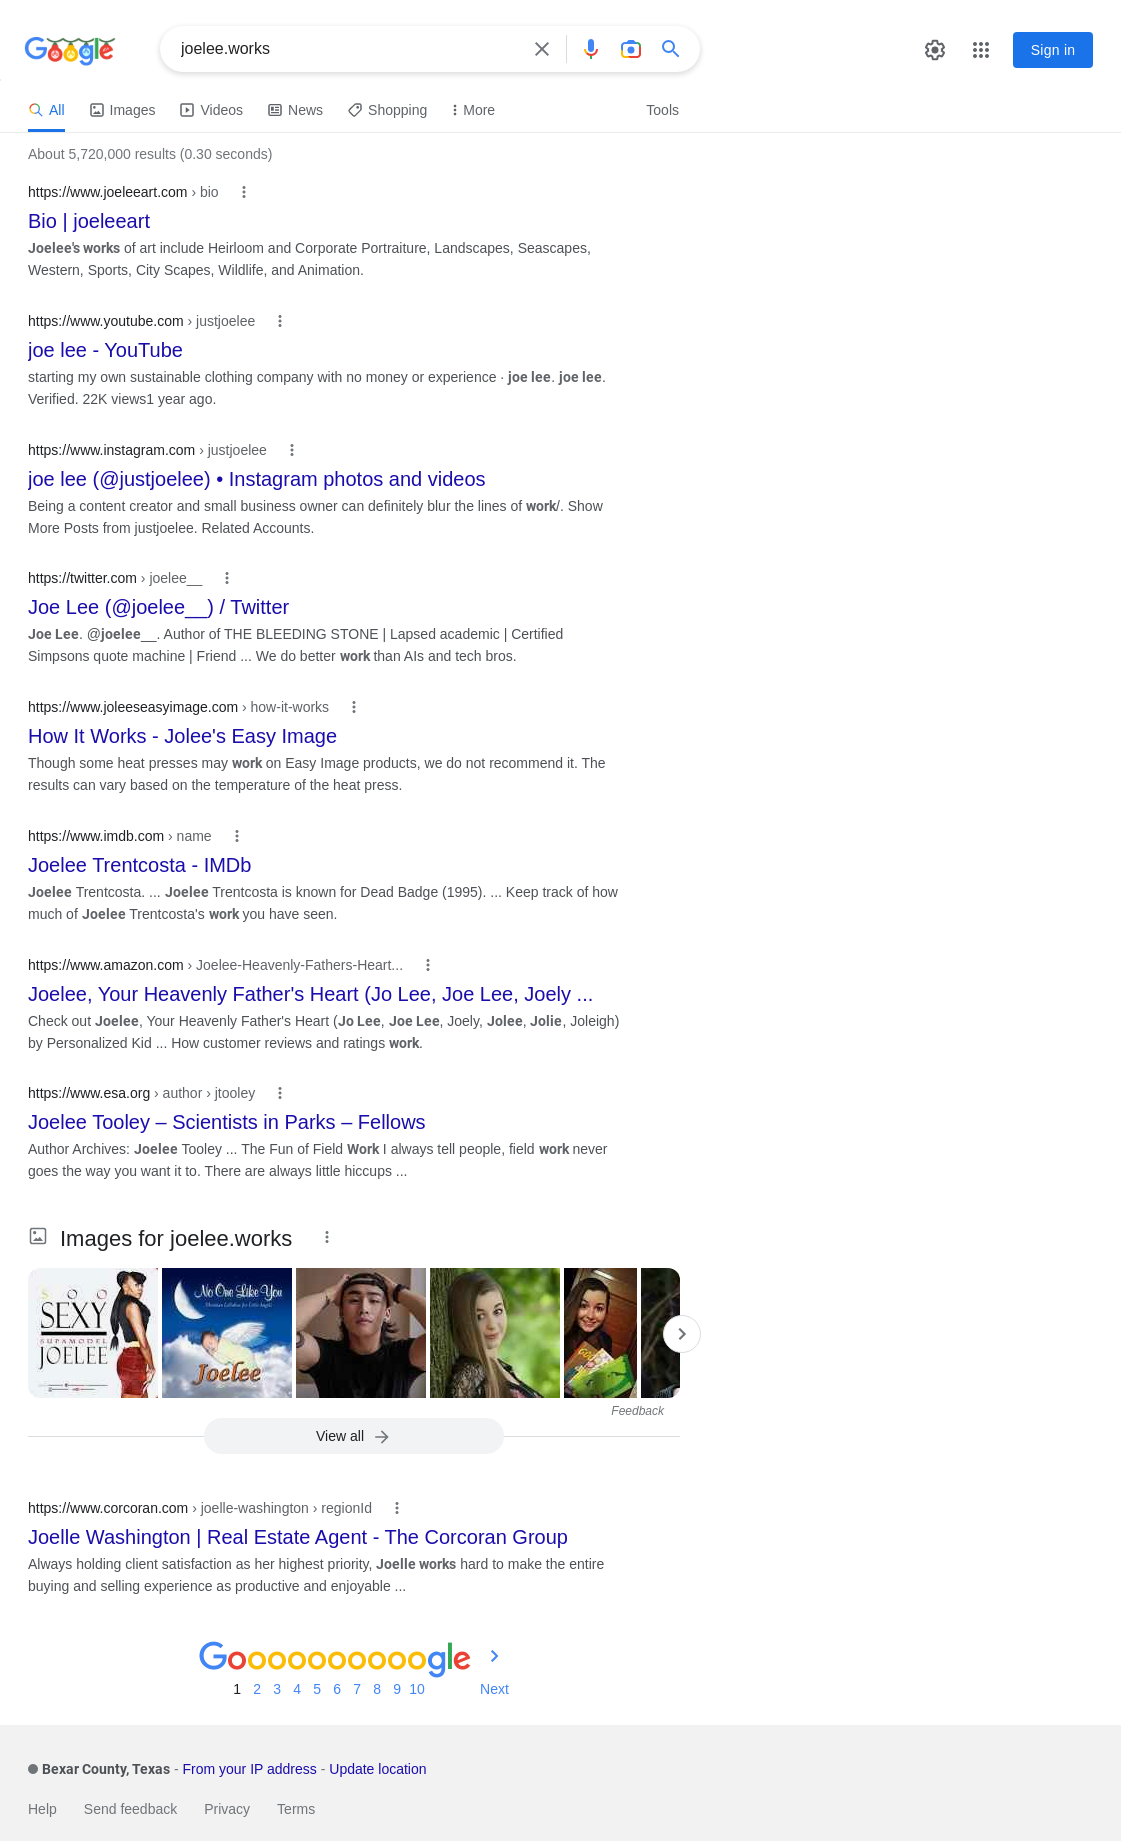 Google
joelee.works
Sign in
All
Images
Videos
News
Shopping
More
Tools
About 5,720,000 results (0.30 seconds)
https://www.joeleeart.com › bio
Bio | joeleeart
Joelee's works of art include Heirloom and Corporate Portraiture, Landscapes, Seascapes,
Western, Sports, City Scapes, Wildlife, and Animation.
https://www.youtube.com › justjoelee
joe lee - YouTube
starting my own sustainable clothing company with no money or experience · joe lee. joe lee.
Verified. 22K views1 year ago.
https://www.instagram.com › justjoelee
joe lee (@justjoelee) • Instagram photos and videos
Being a content creator and small business owner can definitely blur the lines of work/. Show
More Posts from justjoelee. Related Accounts.
https://twitter.com › joelee__
Joe Lee (@joelee__) / Twitter
Joe Lee. @joelee__. Author of THE BLEEDING STONE | Lapsed academic | Certified
Simpsons quote machine | Friend ... We do better work than AIs and tech bros.
https://www.joleeseasyimage.com › how-it-works
How It Works - Jolee's Easy Image
Though some heat presses may work on Easy Image products, we do not recommend it. The
results can vary based on the temperature of the heat press.
https://www.imdb.com › name
Joelee Trentcosta - IMDb
Joelee Trentcosta. ... Joelee Trentcosta is known for Dead Badge (1995). ... Keep track of how
much of Joelee Trentcosta's work you have seen.
https://www.amazon.com › Joelee-Heavenly-Fathers-Heart...
Joelee, Your Heavenly Father's Heart (Jo Lee, Joe Lee, Joely ...
Check out Joelee, Your Heavenly Father's Heart (Jo Lee, Joe Lee, Joely, Jolee, Jolie, Joleigh)
by Personalized Kid ... How customer reviews and ratings work.
https://www.esa.org › author › jtooley
Joelee Tooley – Scientists in Parks – Fellows
Author Archives: Joelee Tooley ... The Fun of Field Work I always tell people, field work never
goes the way you want it to. There are always little hiccups ...
Images for joelee.works
SOO
SEXY
SUPAMODEL
JOELEE
No One Like You
Joelee
Feedback
View all
https://www.corcoran.com › joelle-washington › regionId
Joelle Washington | Real Estate Agent - The Corcoran Group
Always holding client satisfaction as her highest priority, Joelle works hard to make the entire
buying and selling experience as productive and enjoyable ...
Goooooooooogle
1 2 3 4 5 6 7 8 9 10 Next
Bexar County, Texas - From your IP address - Update location
Help Send feedback Privacy Terms